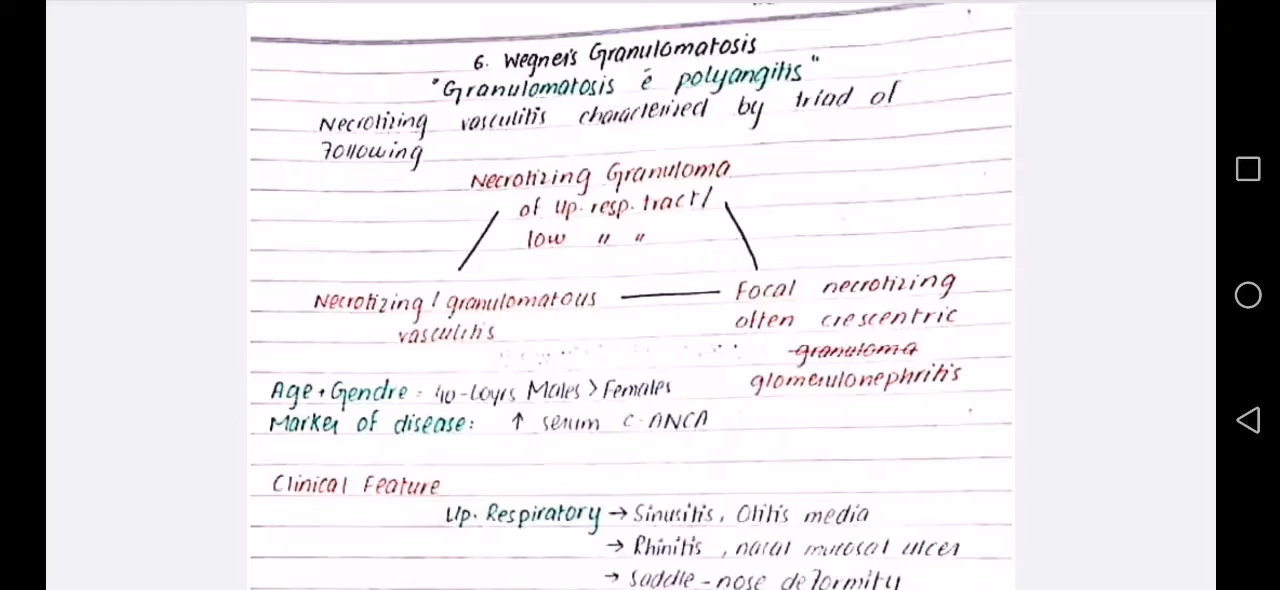 6. Wegner's Granulomatosis
"Granulomatosis ē polyangitis"
Necrotizing vasculitis characterized by triad of
Following
Necrotizing Granuloma
of Up. resp. tract/
low " "
Necrotizing / granulomatous
vasculitis
Focal necrotizing
often crescentric
granuloma
glomerulonephritis
Age + Gendre = 40-60yrs Males > Females
Marker of disease: ↑ serum C-ANCA
Clinical Feature
Up. Respiratory → Sinusitis, Otitis media
→ Rhinitis, nasal mucosal ulcer
→ Saddle-nose deformity